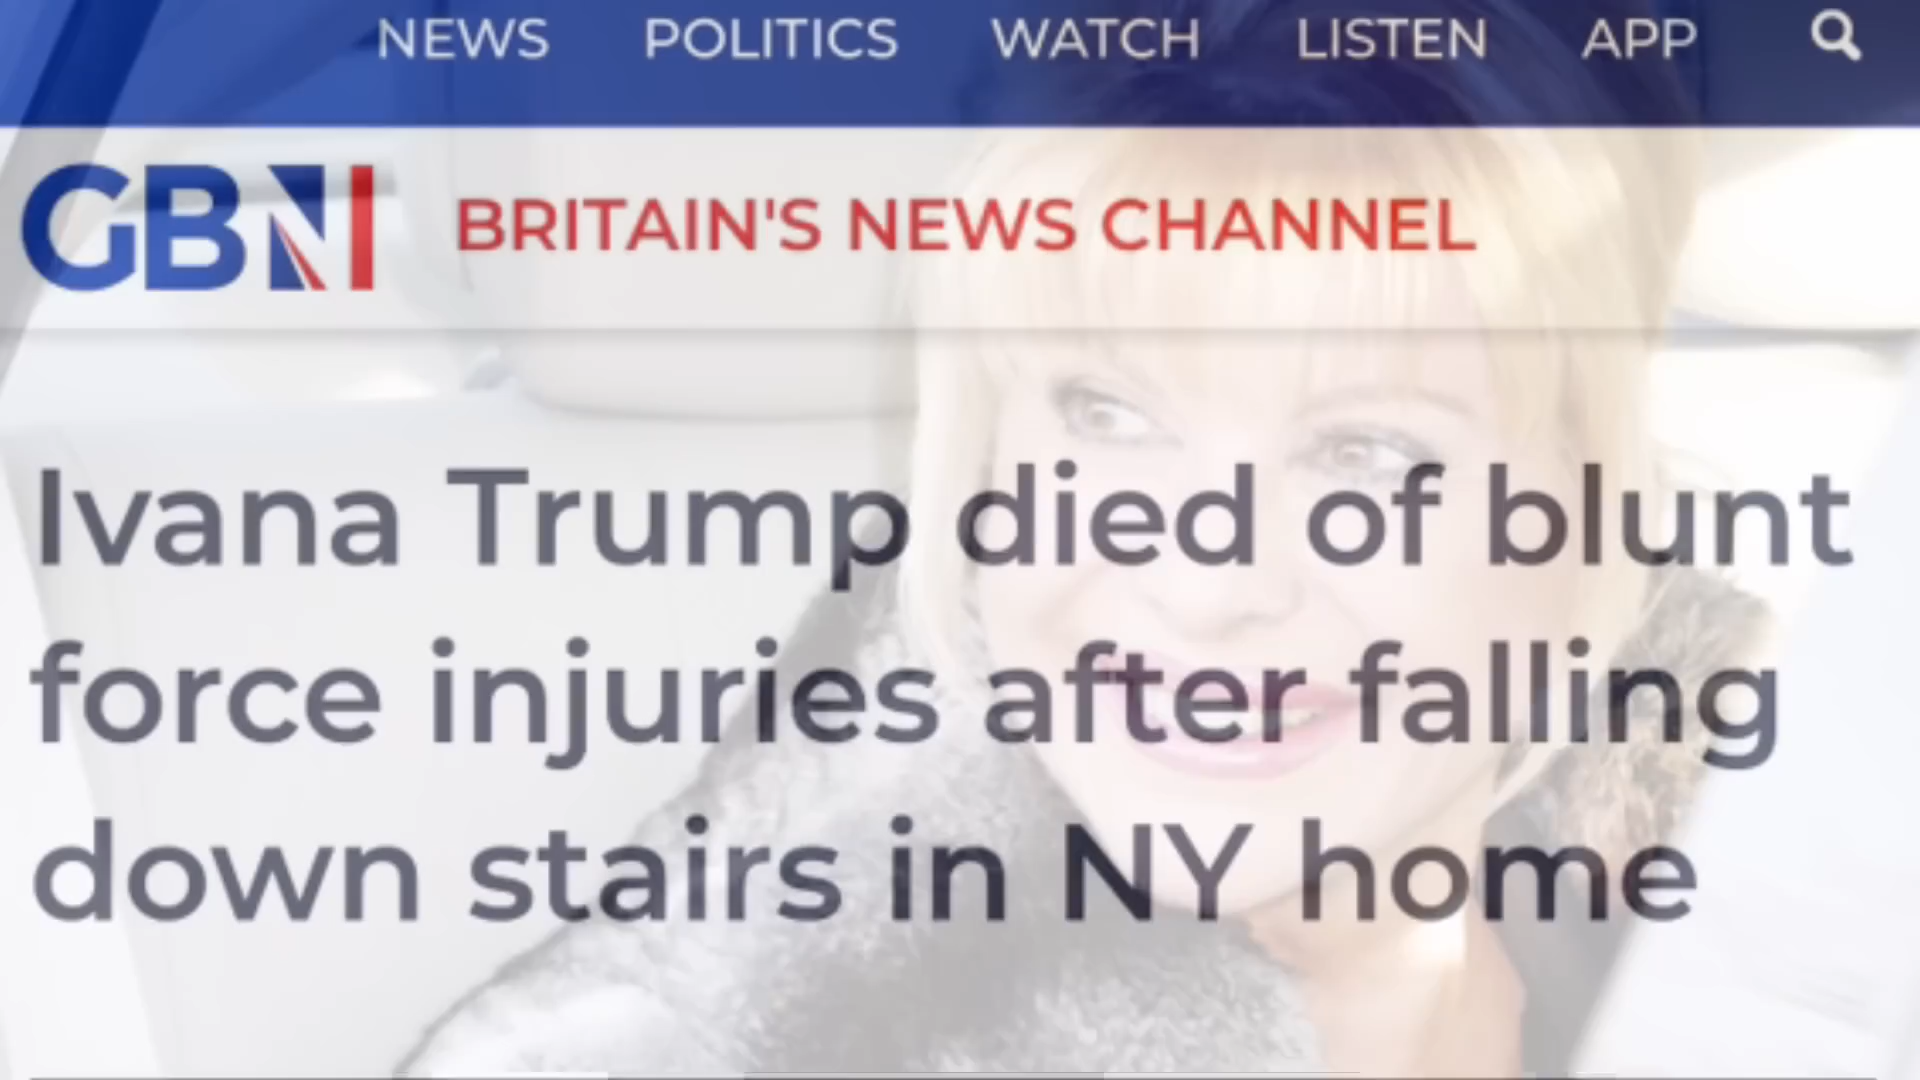 NEWS POLITICS WATCH LISTEN APP
GBN BRITAIN'S NEWS CHANNEL
Ivana Trump died of blunt
force injuries after falling
down stairs in NY home